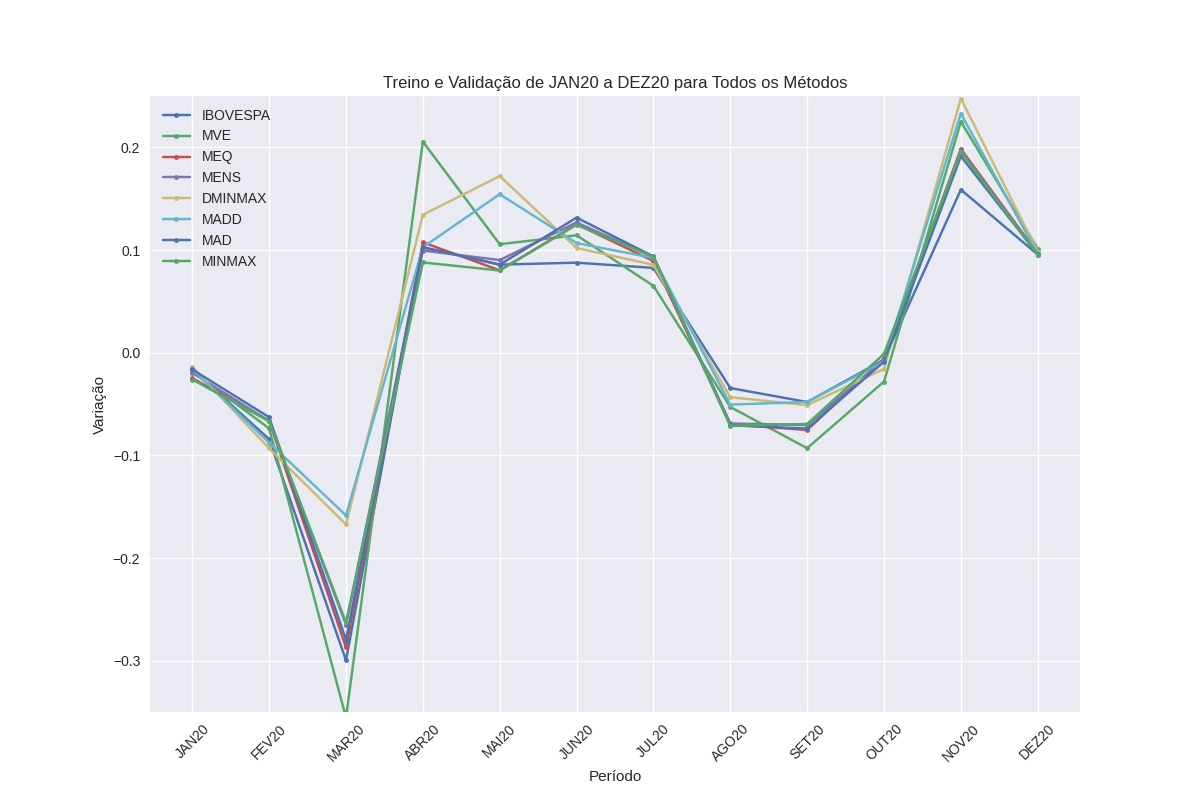 Treino e Validação de JAN20 a DEZ20 para Todos os Métodos
IBOVESPA
MVE
MEQ
MENS
DMINMAX
MADD
MAD
MINMAX
0.2
0.1
0.0
−0.1
−0.2
−0.3
Variação
JAN20
FEV20
MAR20
ABR20
MAI20
JUN20
JUL20
AGO20
SET20
OUT20
NOV20
DEZ20
Período